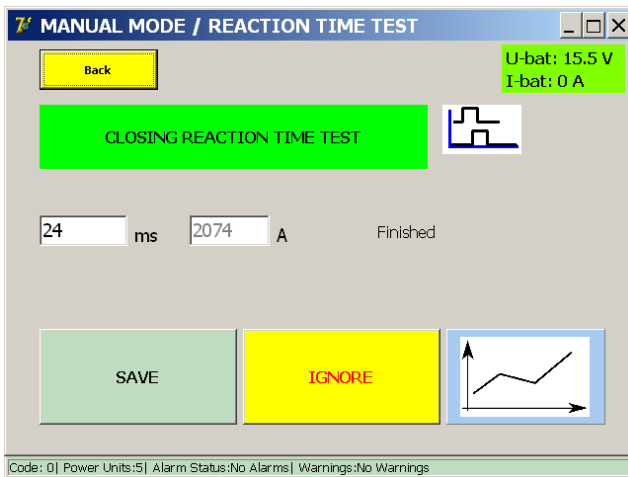 MANUAL MODE / REACTION TIME TEST
Back
U-bat: 15.5 V
I-bat: 0 A
CLOSING REACTION TIME TEST
24 ms 2074 A Finished
SAVE
IGNORE
Code: 0| Power Units:5| Alarm Status:No Alarms| Warnings:No Warnings